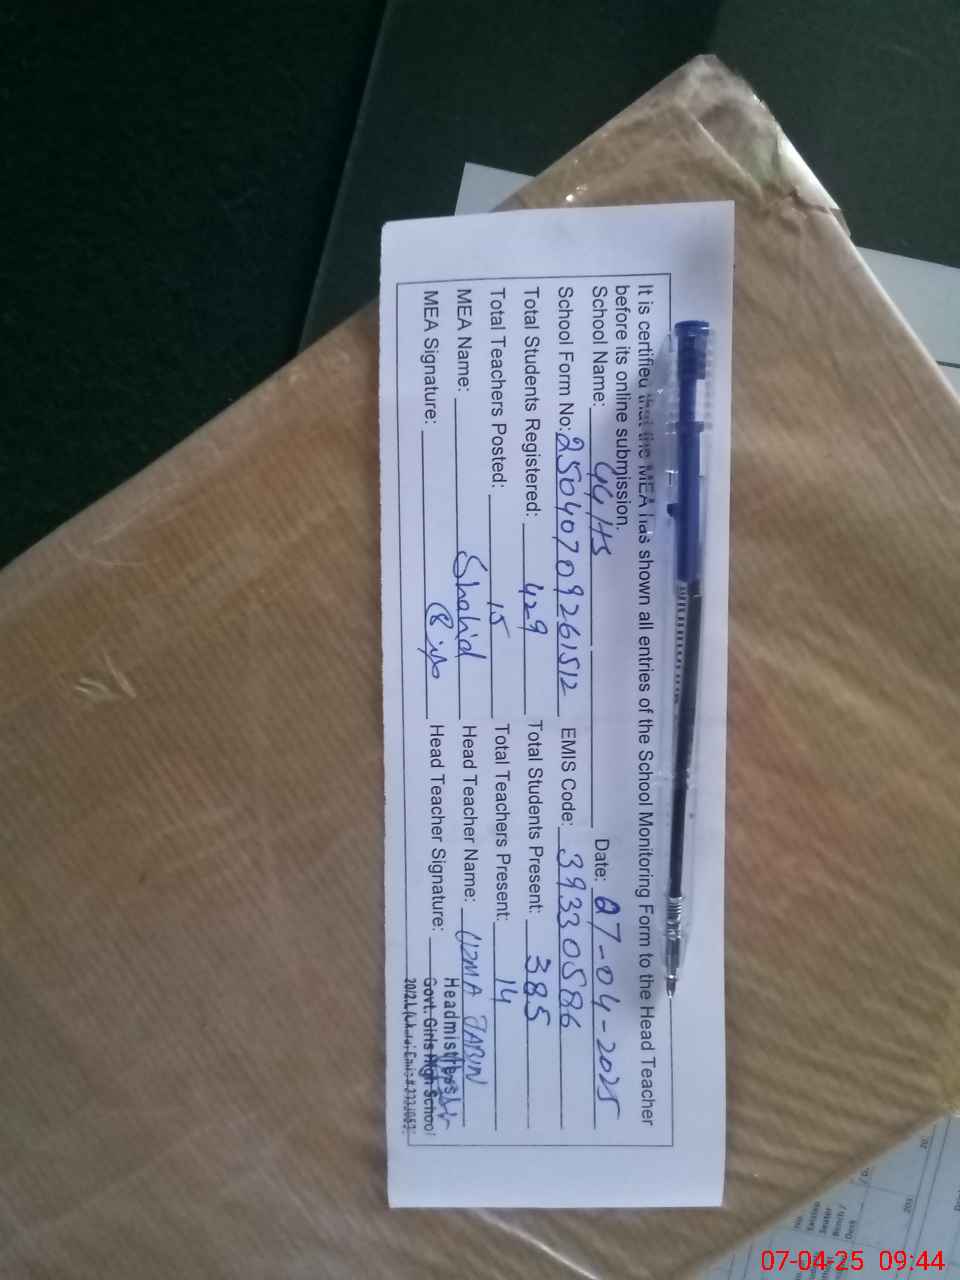 It is certified that the MEA has shown all entries of the School Monitoring Form to the Head Teacher
before its online submission.
School Name: GGHS Date: 07-04-2025
School Form No: 25040709261512 EMIS Code: 39330586
Total Students Registered: 429 Total Students Present: 385
Total Teachers Posted: 15 Total Teachers Present: 14
MEA Name: Shahid Head Teacher Name: UZMA
MEA Signature: Head Teacher Signature:
Headmistress
Govt. Girls High School
07-04-25 09:44